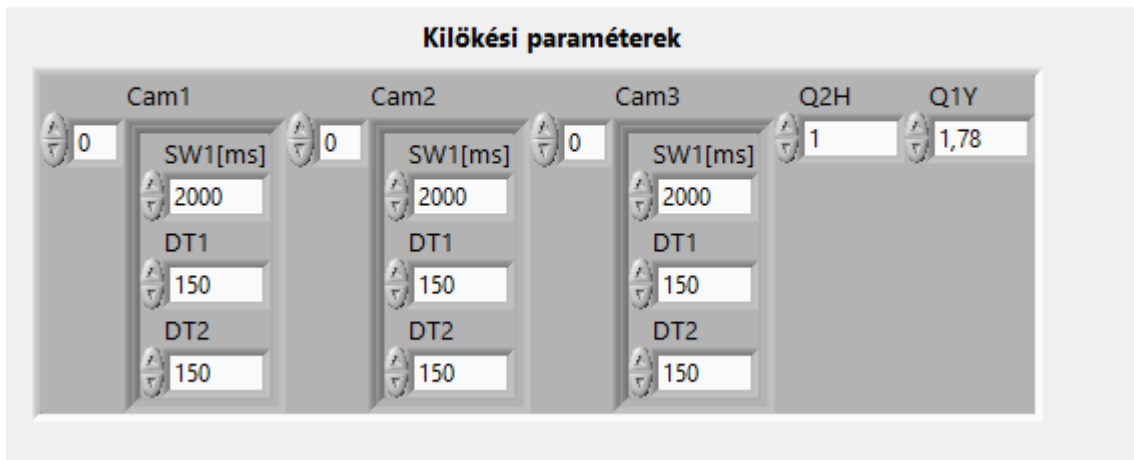 Kilökési paraméterek
Cam1 Cam2 Cam3 Q2H Q1Y
0 0 0 1 1,78
SW1[ms] SW1[ms] SW1[ms]
2000 2000 2000
DT1 DT1 DT1
150 150 150
DT2 DT2 DT2
150 150 150